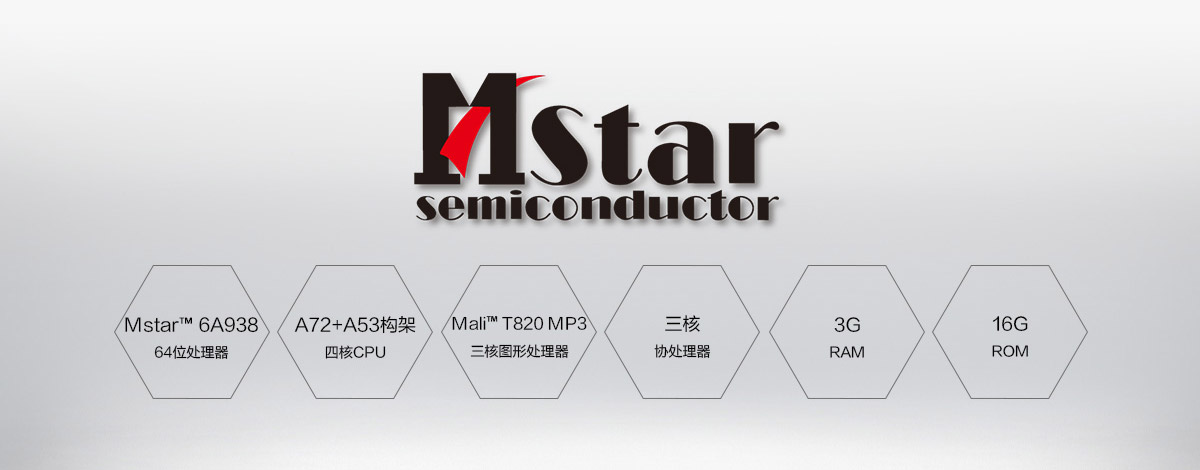 Mstar
semiconductor
Mstar™ 6A938
64位处理器
A72+A53构架
四核CPU
Mali™ T820 MP3
三核图形处理器
三核
协处理器
3G
RAM
16G
ROM